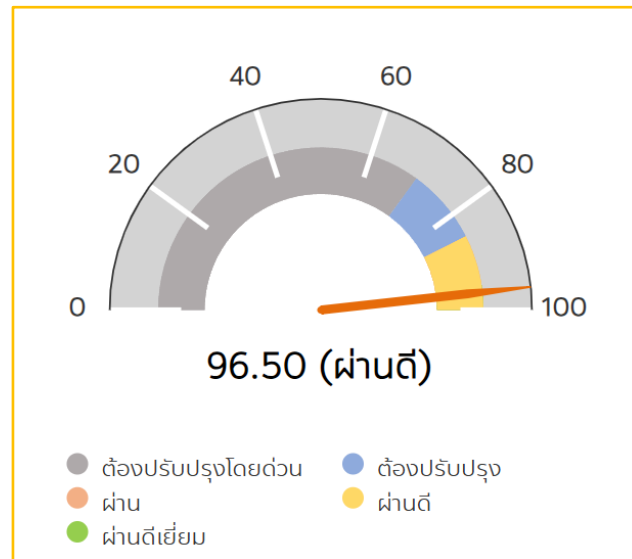 40 60
20 80
0 100
96.50 (ผ่านดี)
ต้องปรับปรุงโดยด่วน ต้องปรับปรุง
ผ่าน ผ่านดี
ผ่านดีเยี่ยม